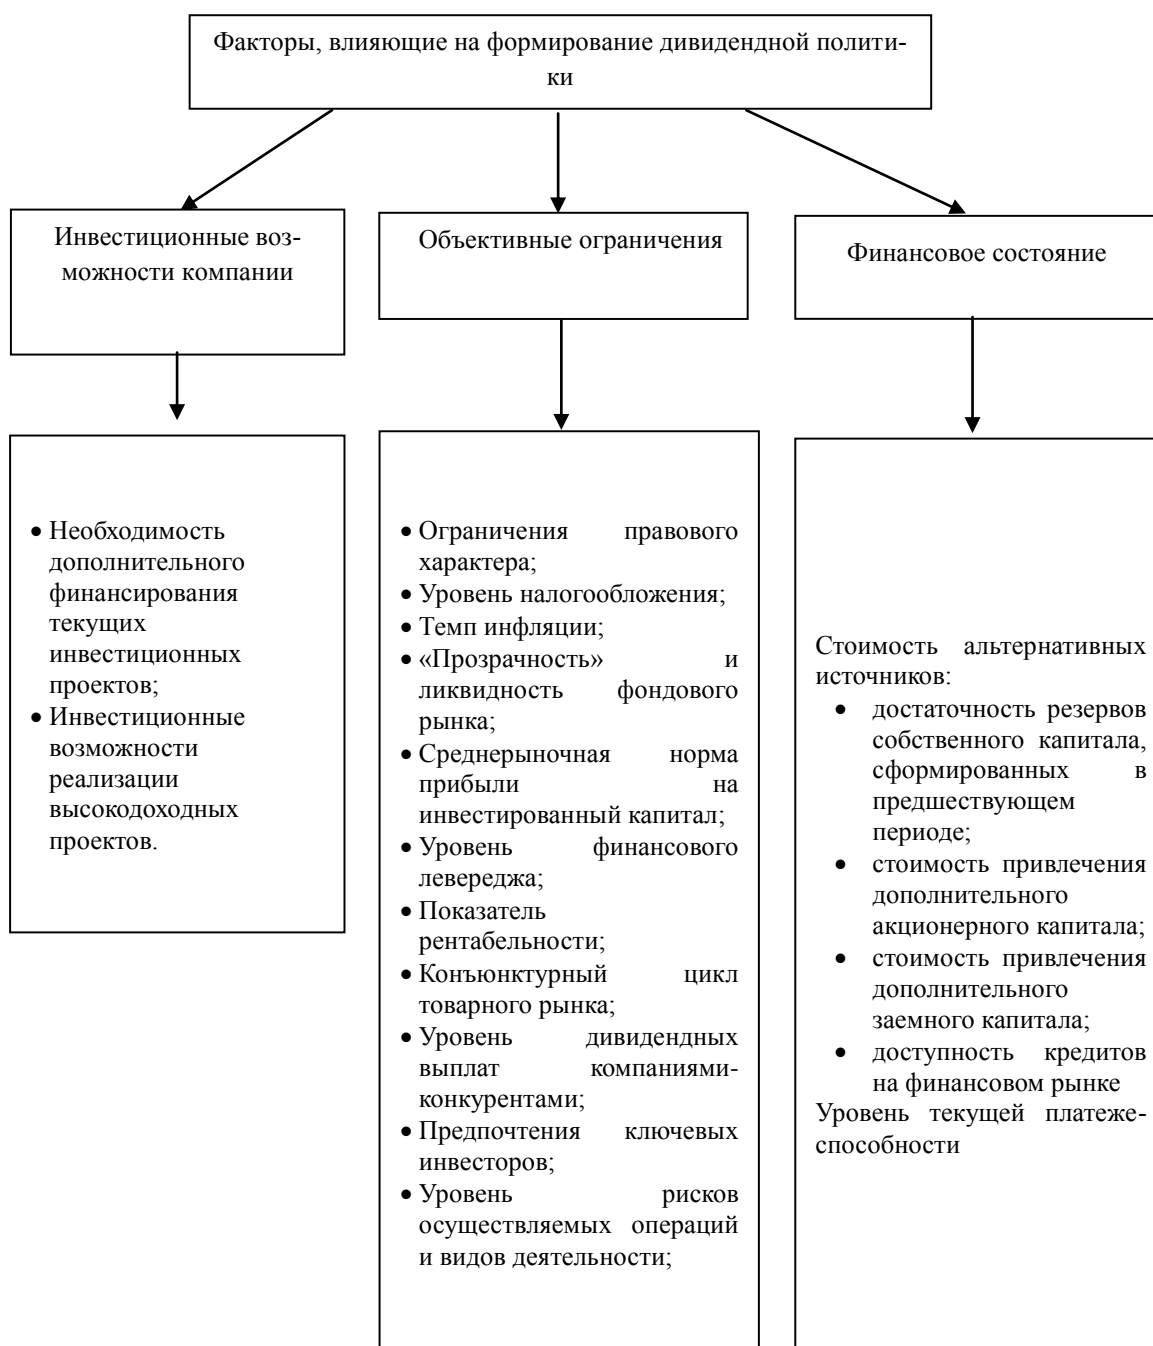 Факторы, влияющие на формирование дивидендной полити-
ки
Инвестиционные воз-
можности компании
Объективные ограничения
Финансовое состояние
• Необходимость
дополнительного
финансирования
текущих
инвестиционных
проектов;
• Инвестиционные
возможности
реализации
высокодоходных
проектов.
• Ограничения правового
характера;
• Уровень налогообложения;
• Темп инфляции;
• «Прозрачность» и
ликвидность фондового
рынка;
• Среднерыночная норма
прибыли на
инвестированный капитал;
• Уровень финансового
левереджа;
• Показатель
рентабельности;
• Конъюнктурный цикл
товарного рынка;
• Уровень дивидендных
выплат компаниями-
конкурентами;
• Предпочтения ключевых
инвесторов;
• Уровень рисков
осуществляемых операций
и видов деятельности;
Стоимость альтернативных
источников:
• достаточность резервов
собственного капитала,
сформированных в
предшествующем
периоде;
• стоимость привлечения
дополнительного
акционерного капитала;
• стоимость привлечения
дополнительного
заемного капитала;
• доступность кредитов
на финансовом рынке
Уровень текущей платеже-
способности